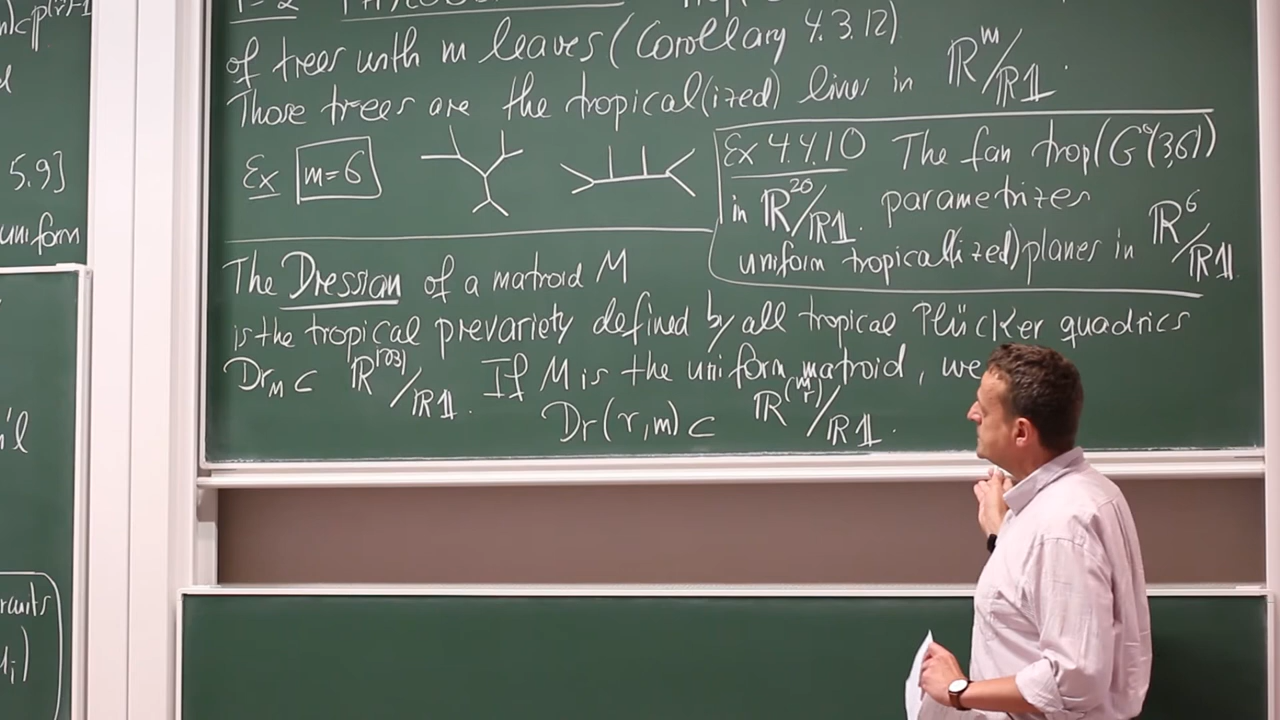 of trees with m leaves (Corollary 4.3.12)
Those trees are the tropical(ized) lines in ℝ^m/ℝ𝟙.
Ex m=6
Ex 4.4.10 The fan trop(G°(3,6))
in ℝ^20/ℝ𝟙. parametrizes
uniform tropical(ized) planes in ℝ^6/ℝ𝟙
The Dressian of a matroid M
is the tropical prevariety defined by all tropical Plücker quadrics
Dr_M ⊂ ℝ /ℝ𝟙. If M is the uniform matroid, we
Dr(r,m) ⊂ ℝ^(m r)/ℝ𝟙.
5.9]
uniform